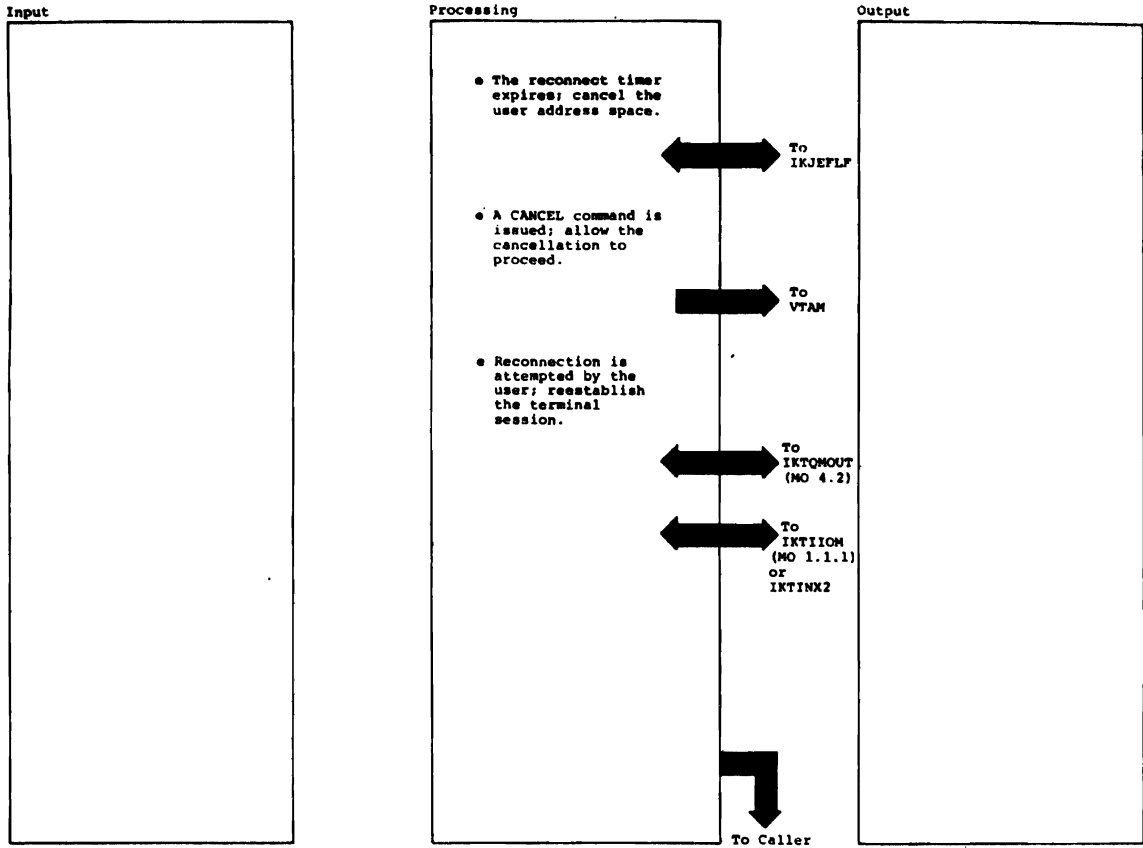 Input
Processing
Output
• The reconnect timer
expires; cancel the
user address space.
To
IKJEFLF
• A CANCEL command is
issued; allow the
cancellation to
proceed.
To
VTAM
• Reconnection is
attempted by the
user; reestablish
the terminal
session.
To
IKTQMOUT
(MO 4.2)
To
IKTIIOM
(MO 1.1.1)
or
IKTINX2
To Caller